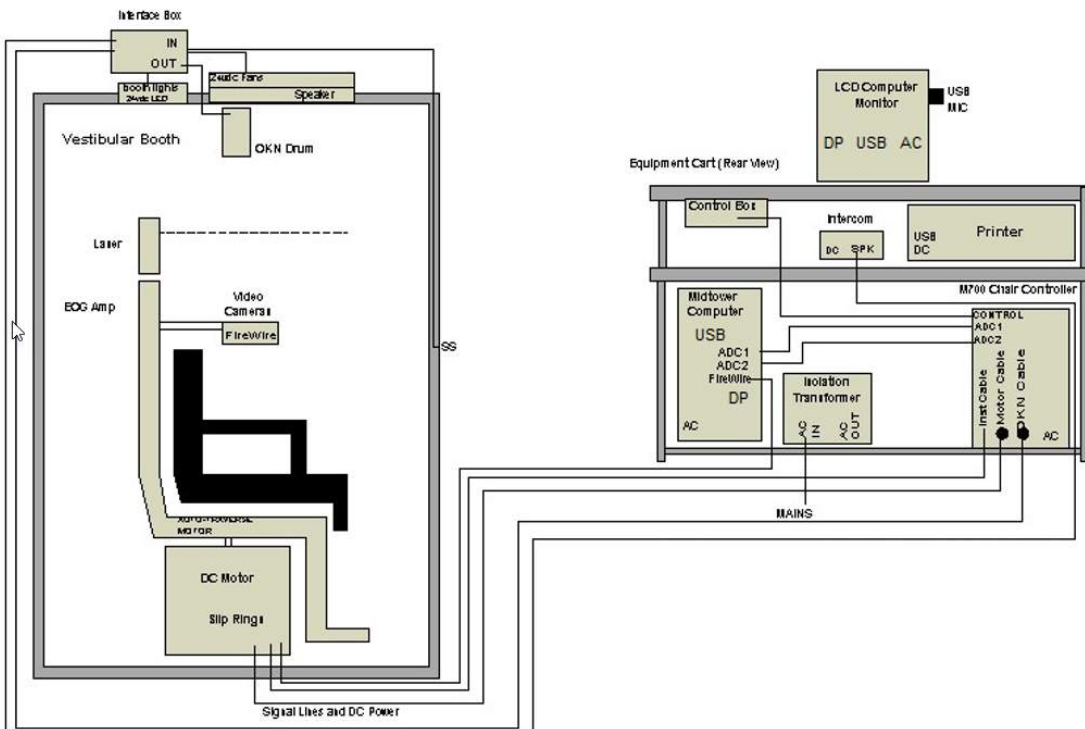 Interface Box
IN
OUT
24vdc Fans
Speaker
booth lights
24vdc LED
Vestibular Booth
OKN Drum
Laser
EOG Amp
Video
Cameras
FireWire
SS
AUTO-TRAVERSE
MOTOR
DC Motor
Slip Rings
Signal Lines and DC Power
LCD Computer
Monitor
DP USB AC
USB
MIC
Equipment Cart (Rear View)
Control Box
Intercom
DC SPK
Printer
USB
DC
M700 Chair Controller
Midtower
Computer
USB
ADC1
ADC2
FireWire
DP
AC
Isolation
Transformer
AC IN
AC OUT
MAINS
CONTROL
ADC1
ADC2
Inst Cable
Motor Cable
OKN Cable
AC